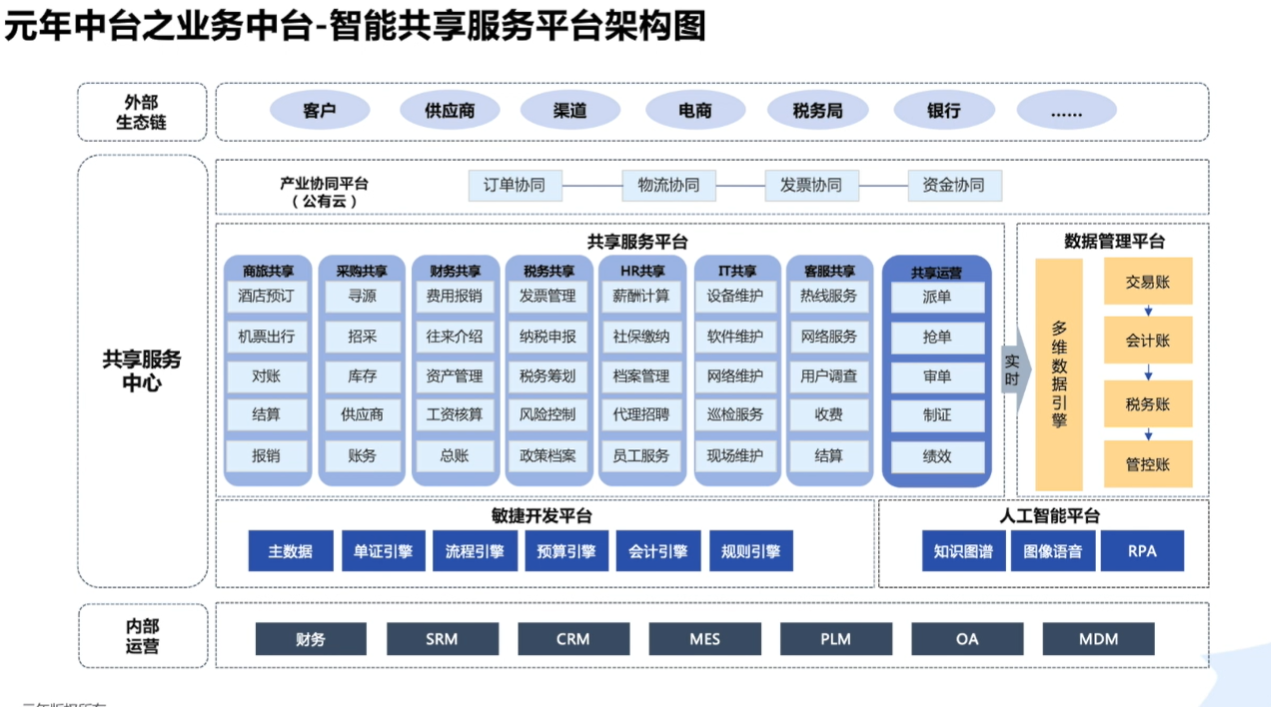 元年中台之业务中台-智能共享服务平台架构图
外部
生态链
客户 供应商 渠道 电商 税务局 银行 ......
共享服务
中心
产业协同平台
（公有云）
订单协同 物流协同 发票协同 资金协同
共享服务平台
商旅共享
酒店预订
机票出行
对账
结算
报销
采购共享
寻源
招采
库存
供应商
账务
财务共享
费用报销
往来介绍
资产管理
工资核算
总账
税务共享
发票管理
纳税申报
税务筹划
风险控制
政策档案
HR共享
薪酬计算
社保缴纳
档案管理
代理招聘
员工服务
IT共享
设备维护
软件维护
网络维护
巡检服务
现场维护
客服共享
热线服务
网络服务
用户调查
收费
结算
共享运营
派单
抢单
审单
制证
绩效
实
时
数据管理平台
多
维
数
据
引
擎
交易账
会计账
税务账
管控账
敏捷开发平台
主数据 单证引擎 流程引擎 预算引擎 会计引擎 规则引擎
人工智能平台
知识图谱 图像语音 RPA
内部
运营
财务 SRM CRM MES PLM OA MDM
元年版权所有